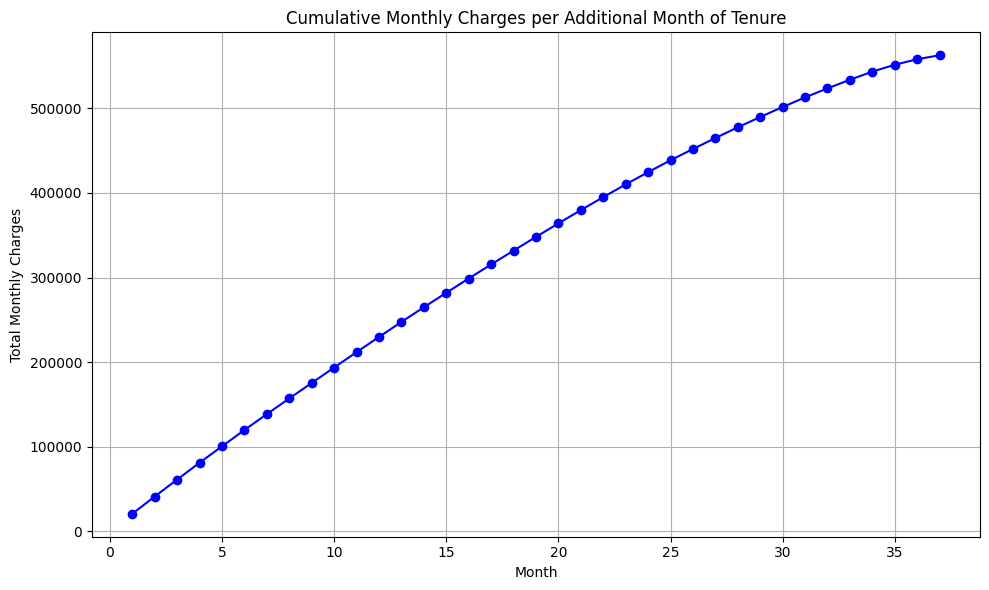 Cumulative Monthly Charges per Additional Month of Tenure
500000
400000
300000
200000
100000
0
Total Monthly Charges
0 5 10 15 20 25 30 35
Month